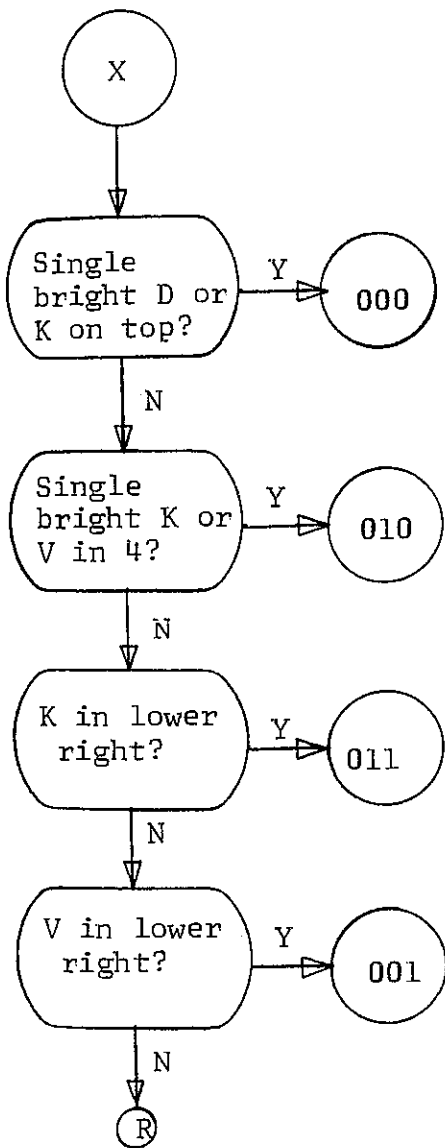 X
Single
bright D or
K on top?
Y
000
N
Single
bright K or
V in 4?
Y
010
N
K in lower
right?
Y
011
N
V in lower
right?
Y
001
N
R